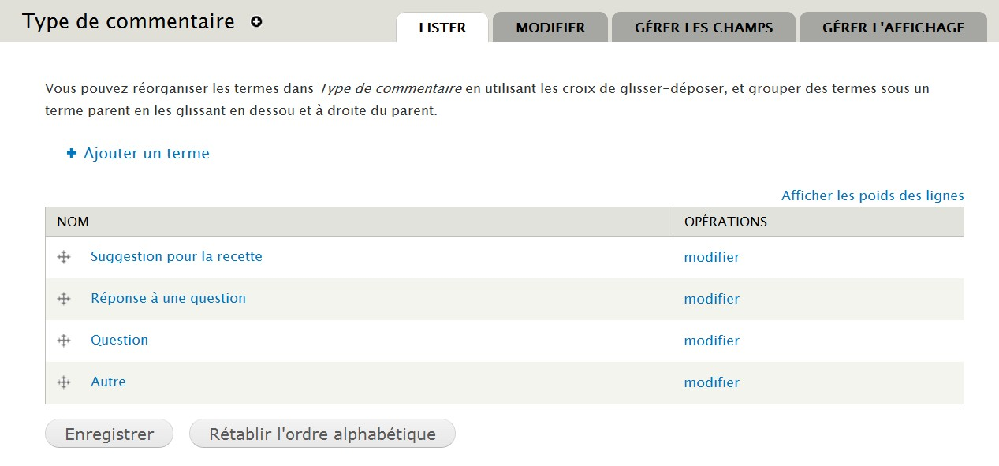 Type de commentaire
LISTER
MODIFIER
GÉRER LES CHAMPS
GÉRER L'AFFICHAGE
Vous pouvez réorganiser les termes dans Type de commentaire en utilisant les croix de glisser-déposer, et grouper des termes sous un
terme parent en les glissant en dessou et à droite du parent.
Ajouter un terme
Afficher les poids des lignes
NOM OPÉRATIONS
Suggestion pour la recette modifier
Réponse à une question modifier
Question modifier
Autre modifier
Enregistrer
Rétablir l'ordre alphabétique